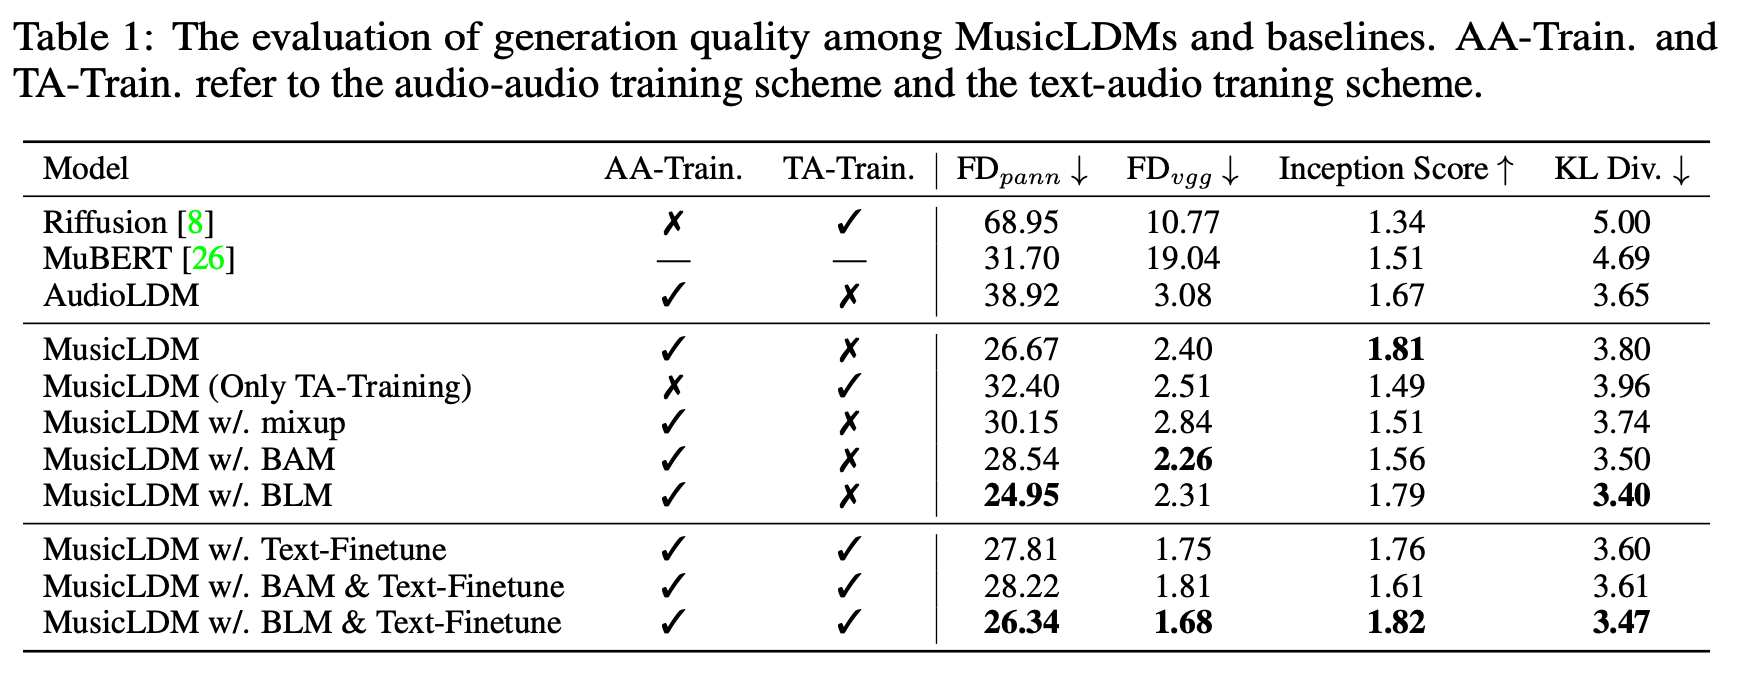 Table 1: The evaluation of generation quality among MusicLDMs and baselines. AA-Train. and
TA-Train. refer to the audio-audio training scheme and the text-audio traning scheme.
Model AA-Train. TA-Train. FDpann ↓ FDvgg ↓ Inception Score ↑ KL Div. ↓
Riffusion [8] ✗ ✓ 68.95 10.77 1.34 5.00
MuBERT [26] — — 31.70 19.04 1.51 4.69
AudioLDM ✓ ✗ 38.92 3.08 1.67 3.65
MusicLDM ✓ ✗ 26.67 2.40 1.81 3.80
MusicLDM (Only TA-Training) ✗ ✓ 32.40 2.51 1.49 3.96
MusicLDM w/. mixup ✓ ✗ 30.15 2.84 1.51 3.74
MusicLDM w/. BAM ✓ ✗ 28.54 2.26 1.56 3.50
MusicLDM w/. BLM ✓ ✗ 24.95 2.31 1.79 3.40
MusicLDM w/. Text-Finetune ✓ ✓ 27.81 1.75 1.76 3.60
MusicLDM w/. BAM & Text-Finetune ✓ ✓ 28.22 1.81 1.61 3.61
MusicLDM w/. BLM & Text-Finetune ✓ ✓ 26.34 1.68 1.82 3.47